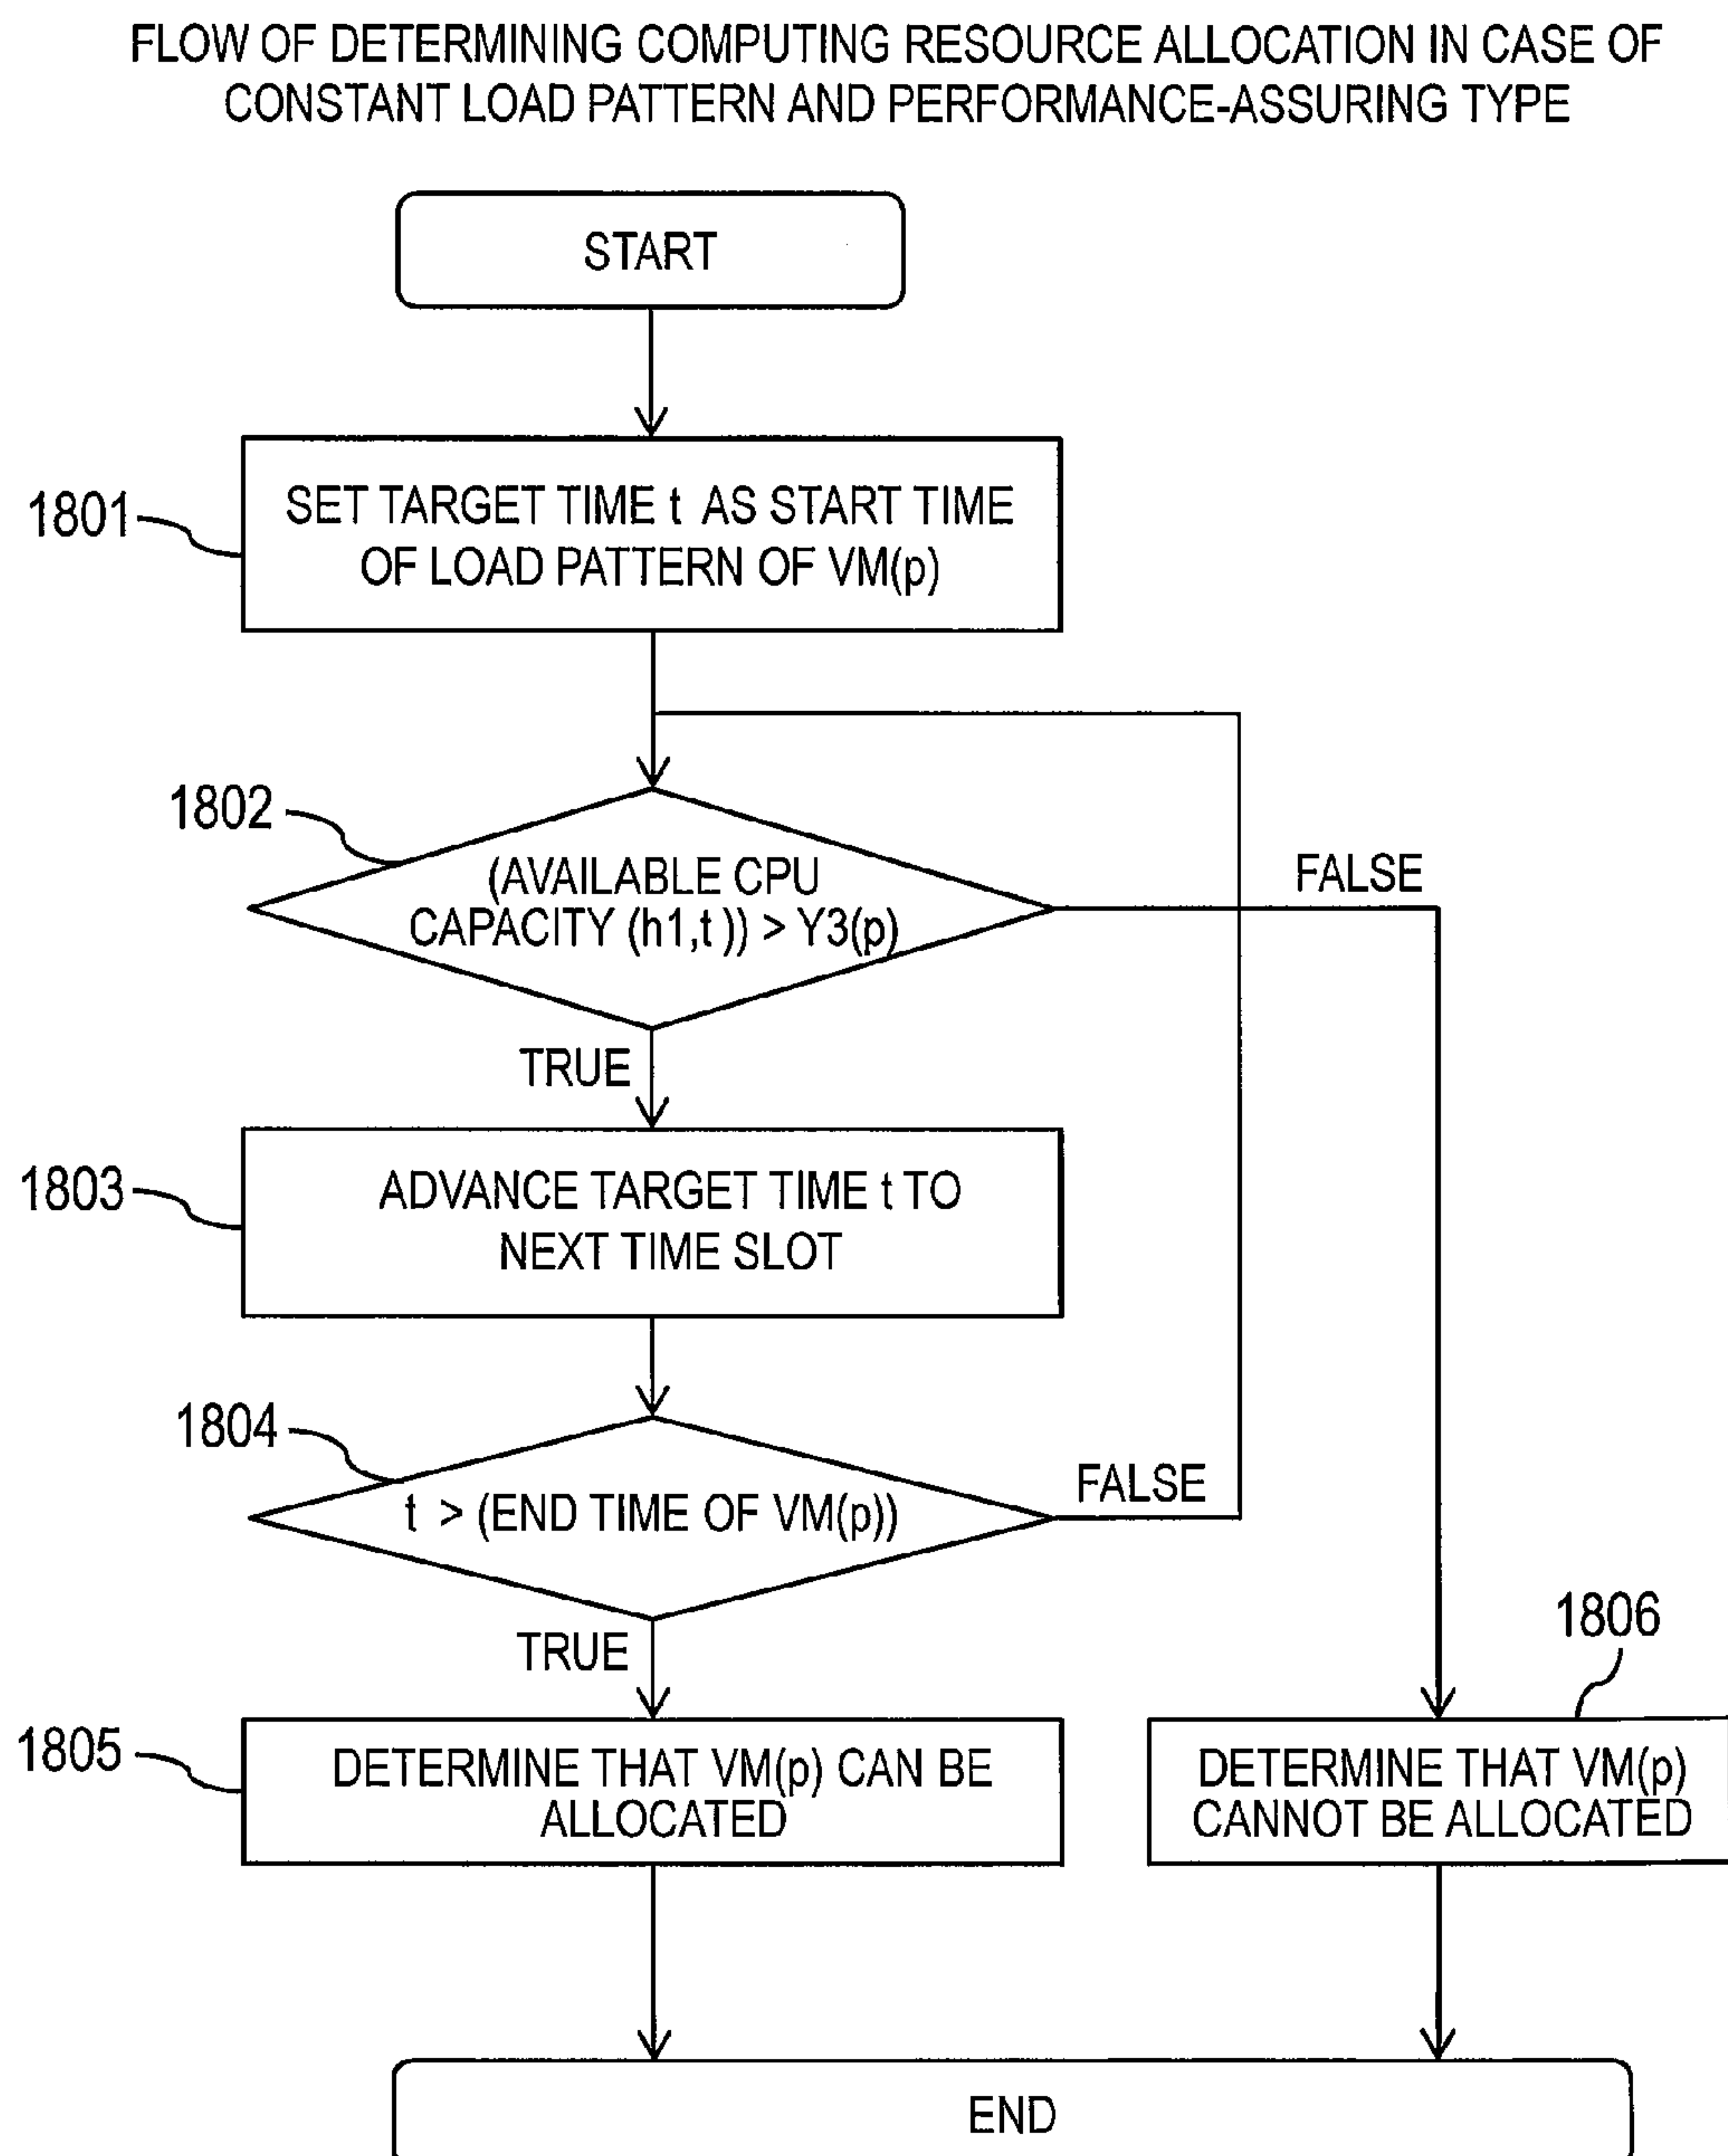 FLOW OF DETERMINING COMPUTING RESOURCE ALLOCATION IN CASE OF
CONSTANT LOAD PATTERN AND PERFORMANCE-ASSURING TYPE
START
1801
SET TARGET TIME t AS START TIME
OF LOAD PATTERN OF VM(p)
1802
(AVAILABLE CPU
CAPACITY (h1,t )) > Y3(p)
FALSE
TRUE
1803
ADVANCE TARGET TIME t TO
NEXT TIME SLOT
1804
t > (END TIME OF VM(p))
FALSE
TRUE
1805
DETERMINE THAT VM(p) CAN BE
ALLOCATED
1806
DETERMINE THAT VM(p)
CANNOT BE ALLOCATED
END